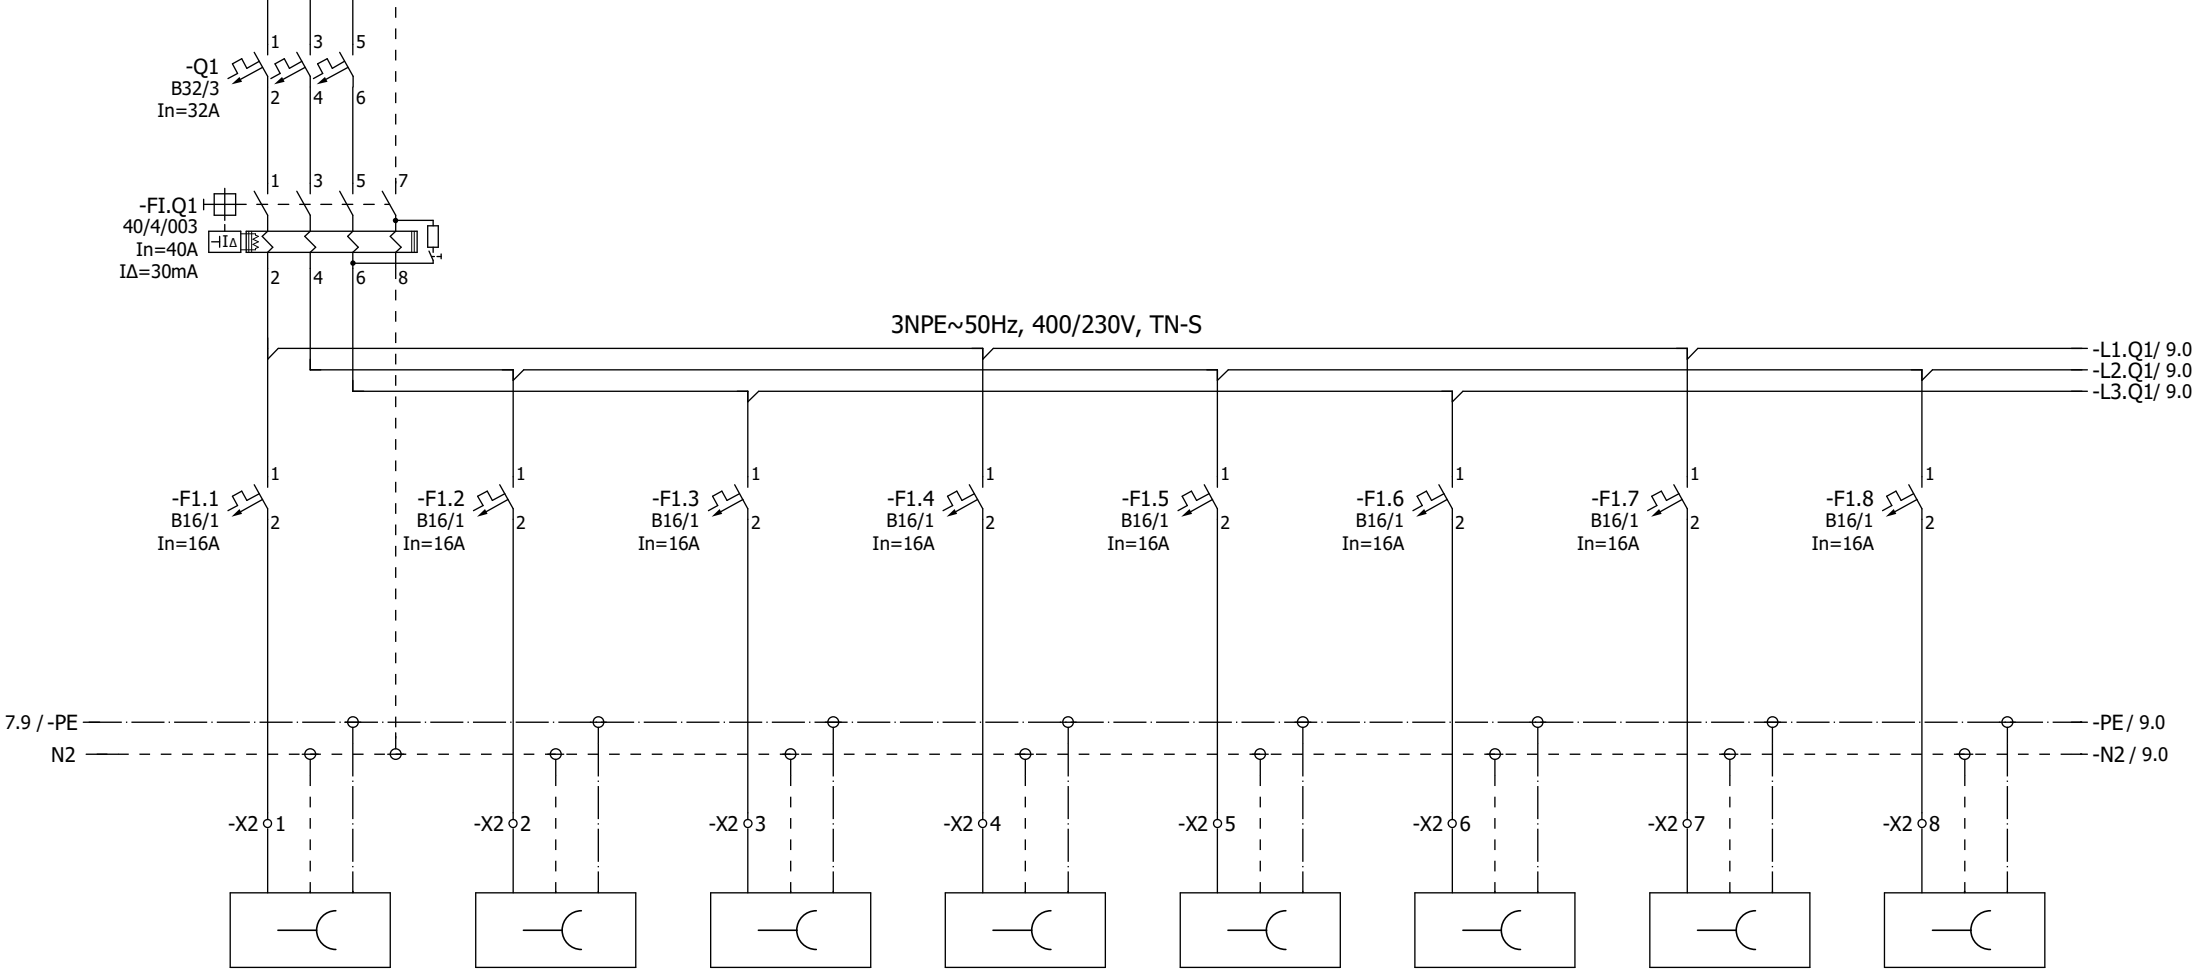 1 3 5
-Q1
B32/3
In=32A
2 4 6
1 3 5 7
-FI.Q1
40/4/003
In=40A
IΔ=30mA
IΔ
2 4 6 8
3NPE~50Hz, 400/230V, TN-S
-L1.Q1/ 9.0
-L2.Q1/ 9.0
-L3.Q1/ 9.0
1 1 1 1 1 1 1 1
-F1.1 -F1.2 -F1.3 -F1.4 -F1.5 -F1.6 -F1.7 -F1.8
B16/1 B16/1 B16/1 B16/1 B16/1 B16/1 B16/1 B16/1
2 2 2 2 2 2 2 2
In=16A In=16A In=16A In=16A In=16A In=16A In=16A In=16A
7.9 / -PE -PE / 9.0
N2 -N2 / 9.0
-X2 1 -X2 2 -X2 3 -X2 4 -X2 5 -X2 6 -X2 7 -X2 8